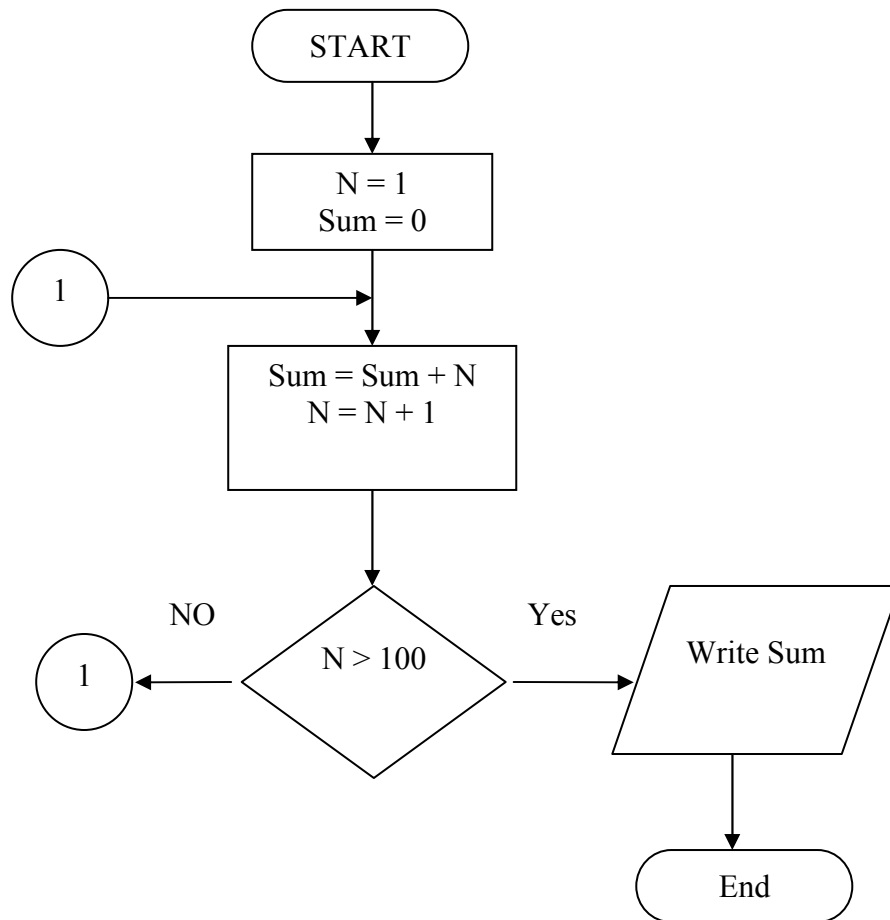 START
N = 1
Sum = 0
1
Sum = Sum + N
N = N + 1
NO
Yes
1
N > 100
Write Sum
End